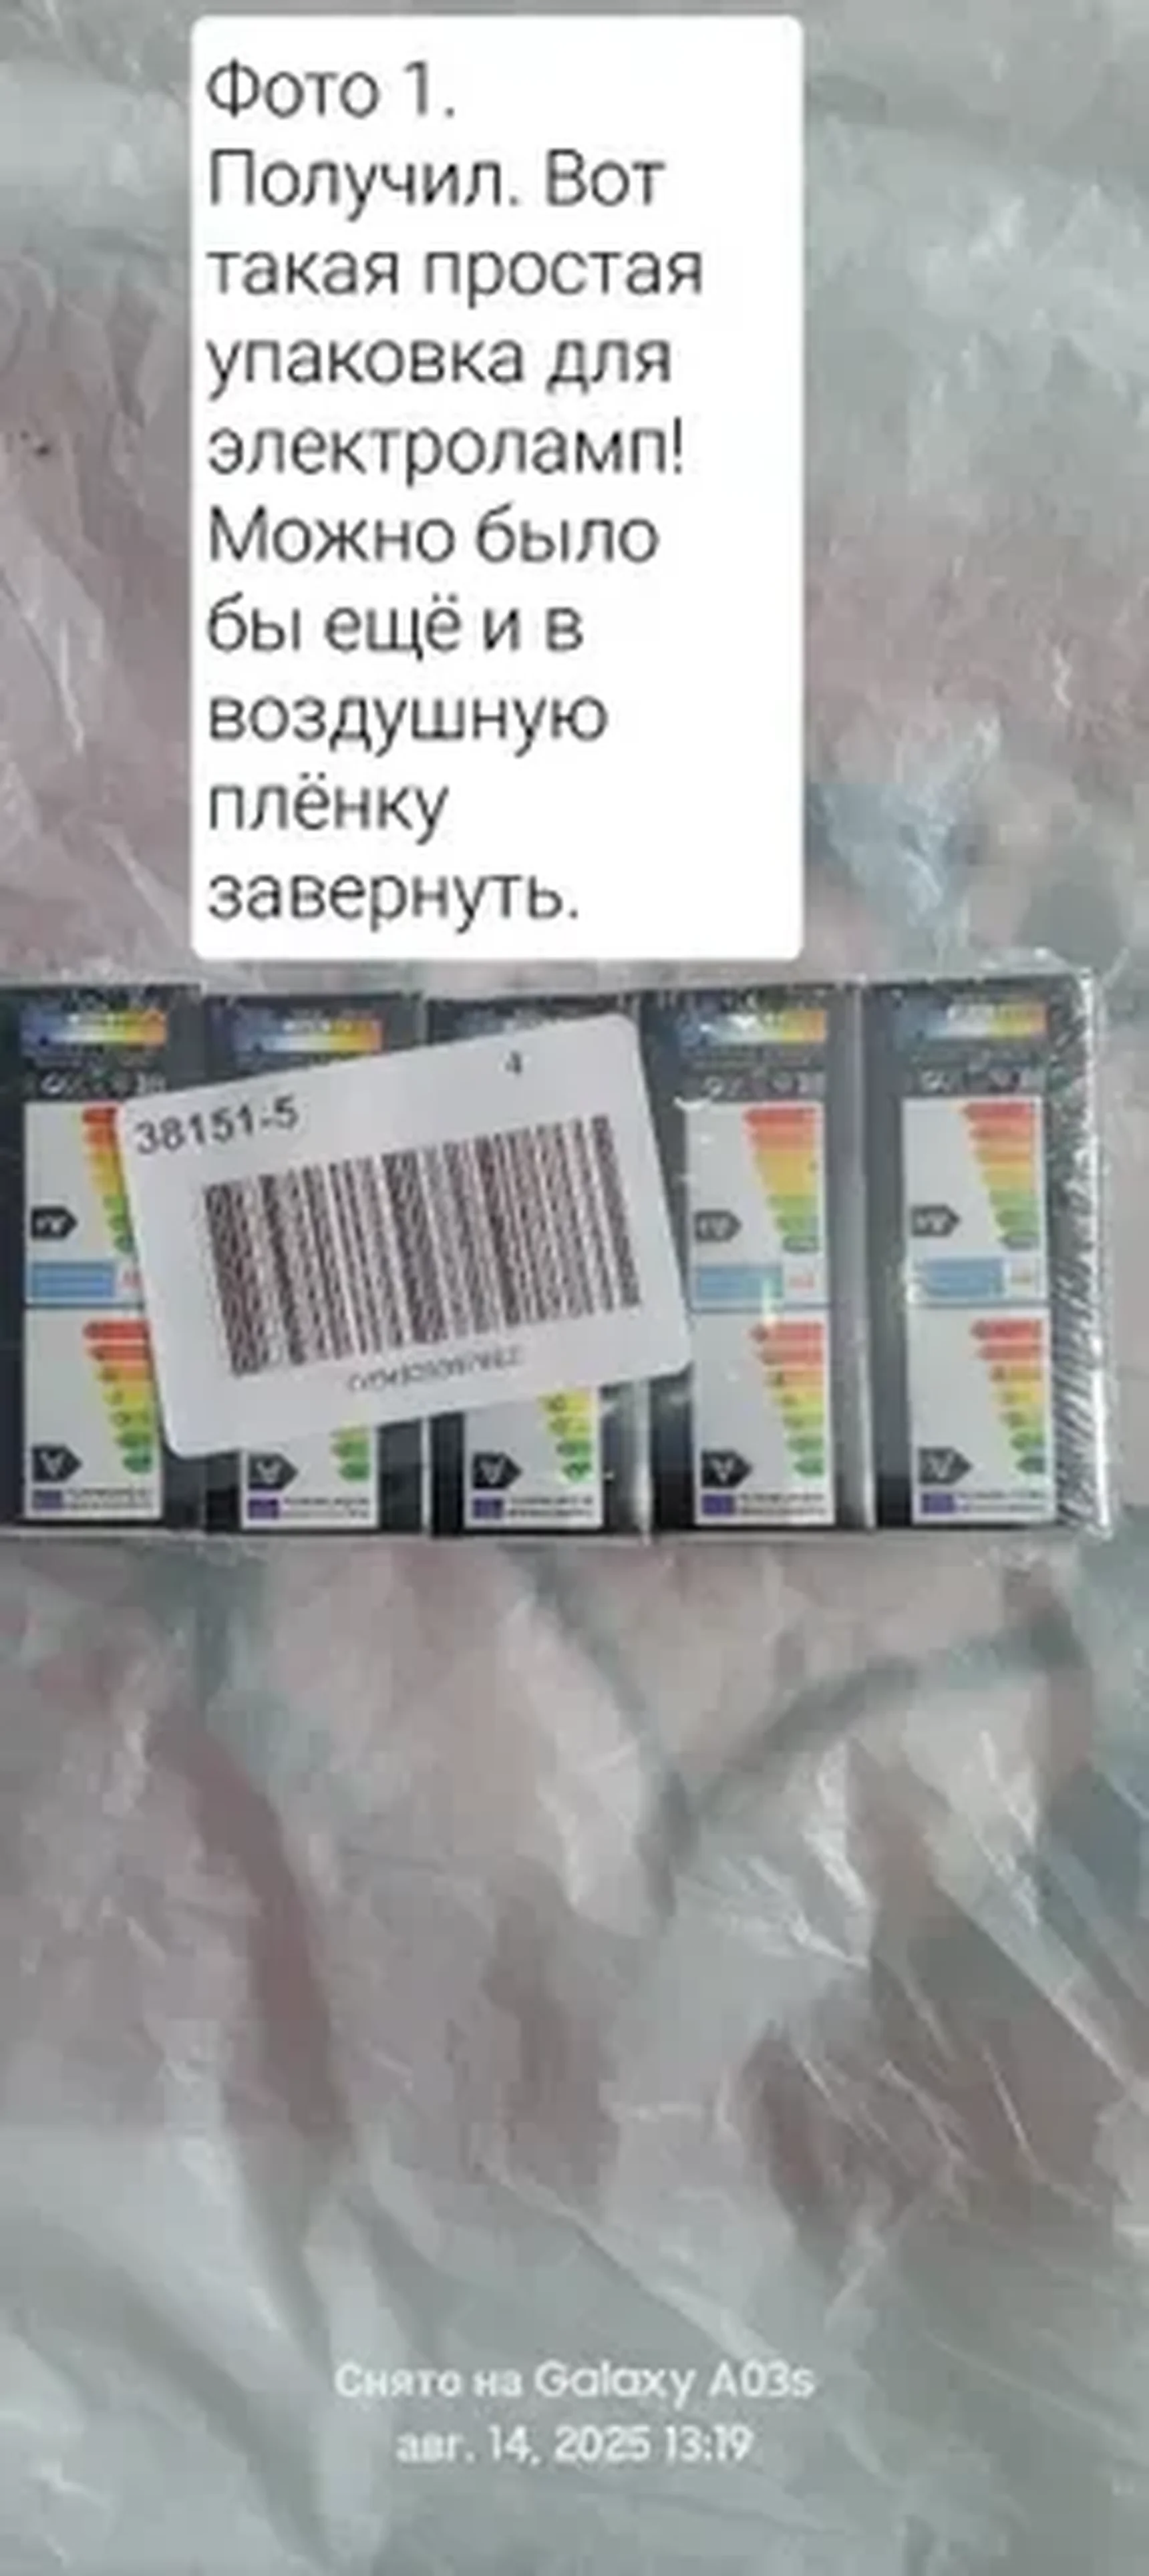 Фото 1.
Получил. Вот
такая простая
упаковка для
электроламп!
Можно было
бы ещё и в
воздушную
плёнку
завернуть.
4
38151-5
A
A
A
A
A
Снято на Galaxy A03s
авг. 14, 2025 13:19